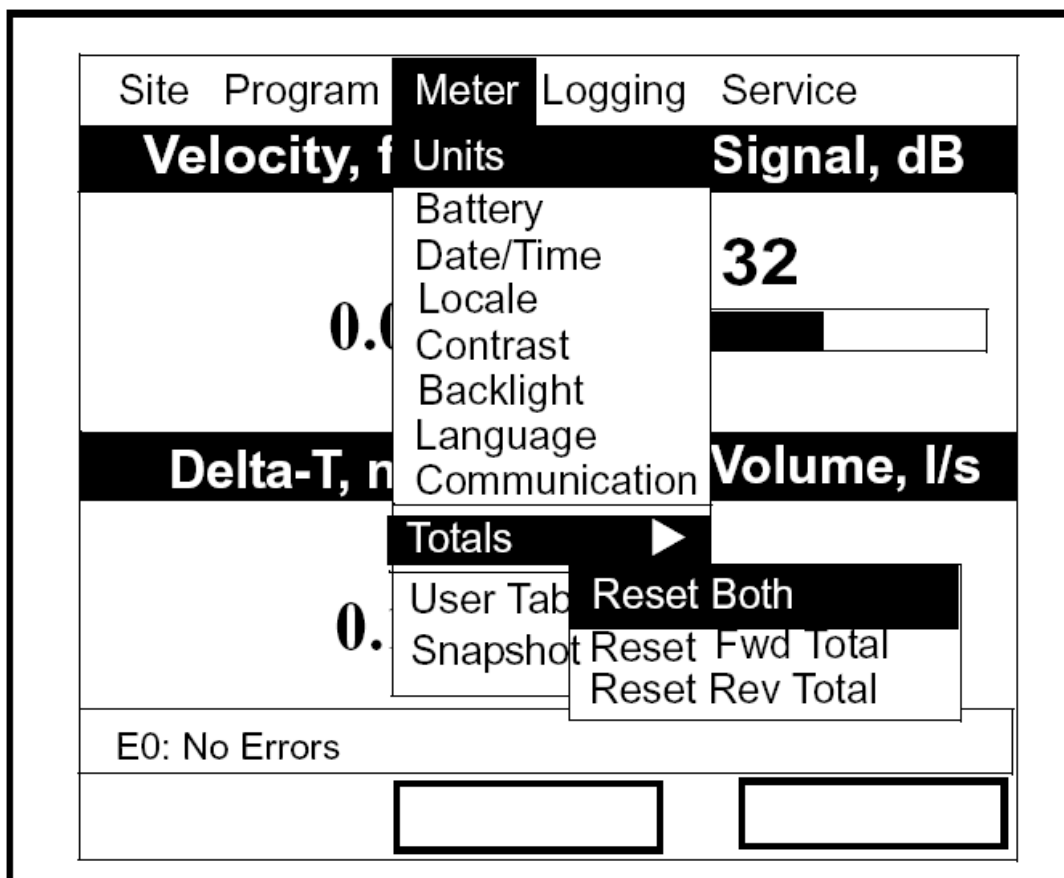 Site Program Meter Logging Service
Velocity, f Units Signal, dB
Battery
Date/Time
32
Locale
0.0
Contrast
Backlight
Language
Delta-T, n Communication Volume, l/s
Totals
User Tab Reset Both
0.
Snapshot Reset Fwd Total
Reset Rev Total
E0: No Errors